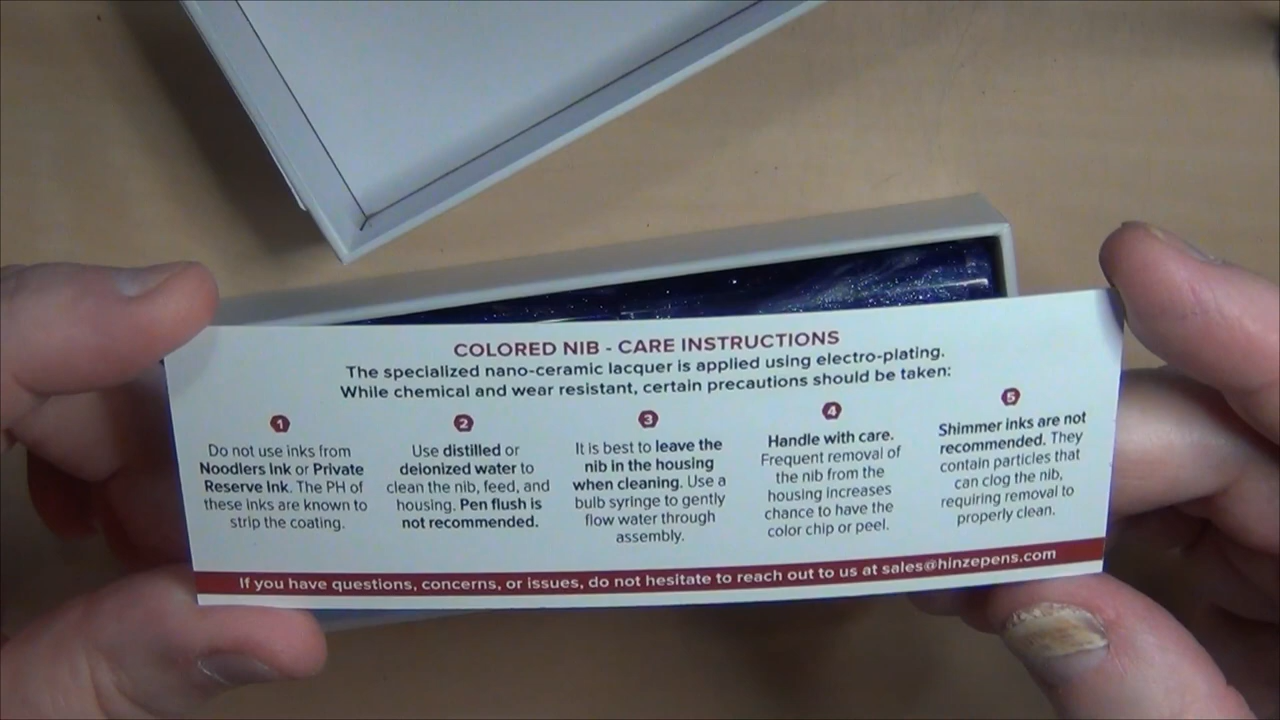 COLORED NIB - CARE INSTRUCTIONS
The specialized nano-ceramic lacquer is applied using electro-plating.
While chemical and wear resistant, certain precautions should be taken:
1
Do not use inks from
Noodlers Ink or Private
Reserve Ink. The PH of
these inks are known to
strip the coating.
2
Use distilled or
deionized water to
clean the nib, feed, and
housing. Pen flush is
not recommended.
3
It is best to leave the
nib in the housing
when cleaning. Use a
bulb syringe to gently
flow water through
assembly.
4
Handle with care.
Frequent removal of
the nib from the
housing increases
chance to have the
color chip or peel.
5
Shimmer inks are not
recommended. They
contain particles that
can clog the nib,
requiring removal to
properly clean.
If you have questions, concerns, or issues, do not hesitate to reach out to us at sales@hinzepens.com